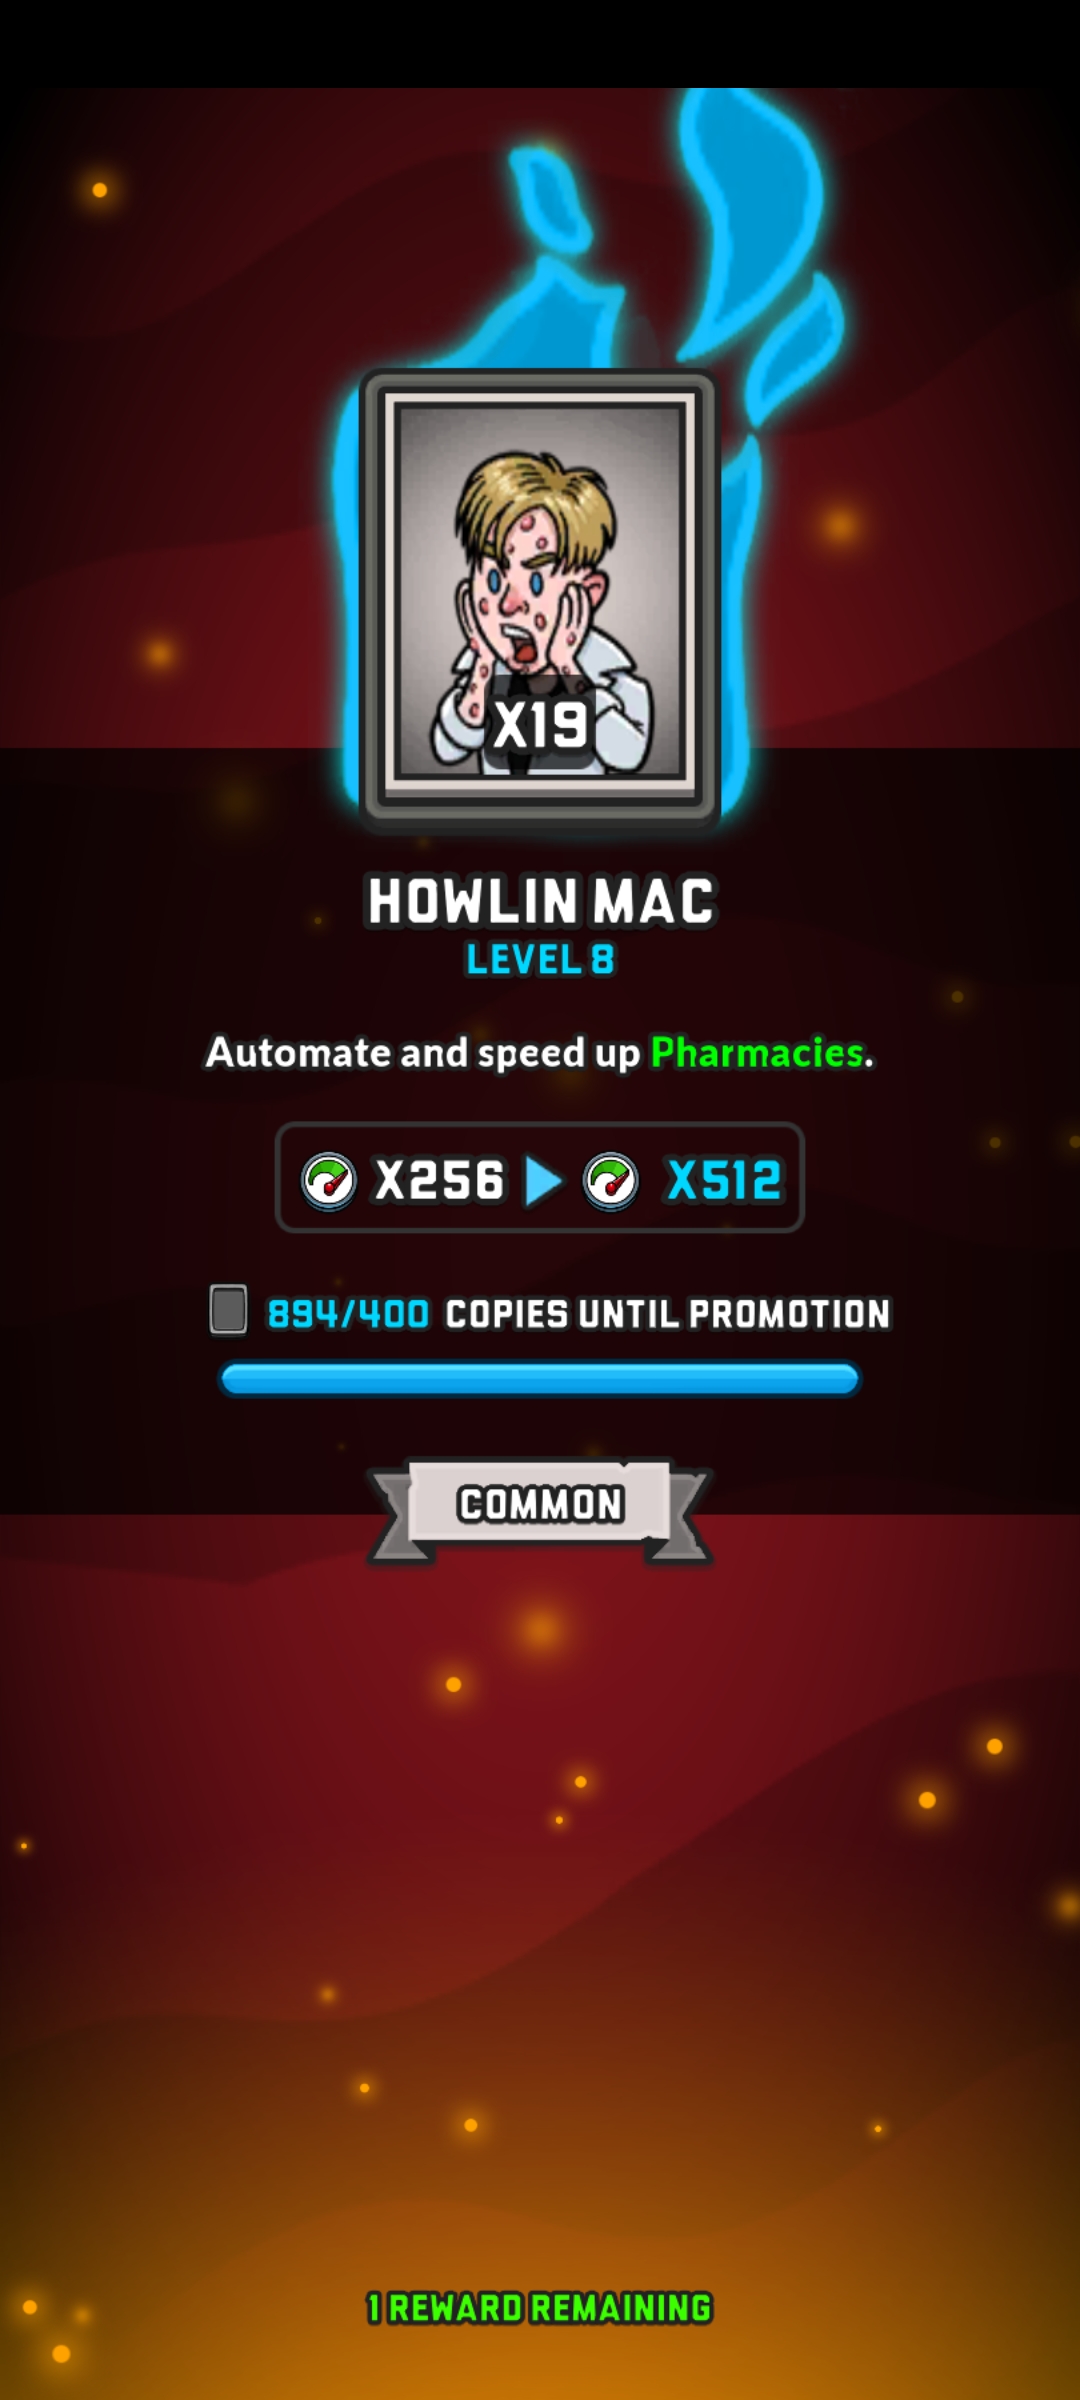 X19
HOWLIN MAC
LEVEL 8
Automate and speed up Pharmacies.
X256 X512
894/400 COPIES UNTIL PROMOTION
COMMON
1 REWARD REMAINING